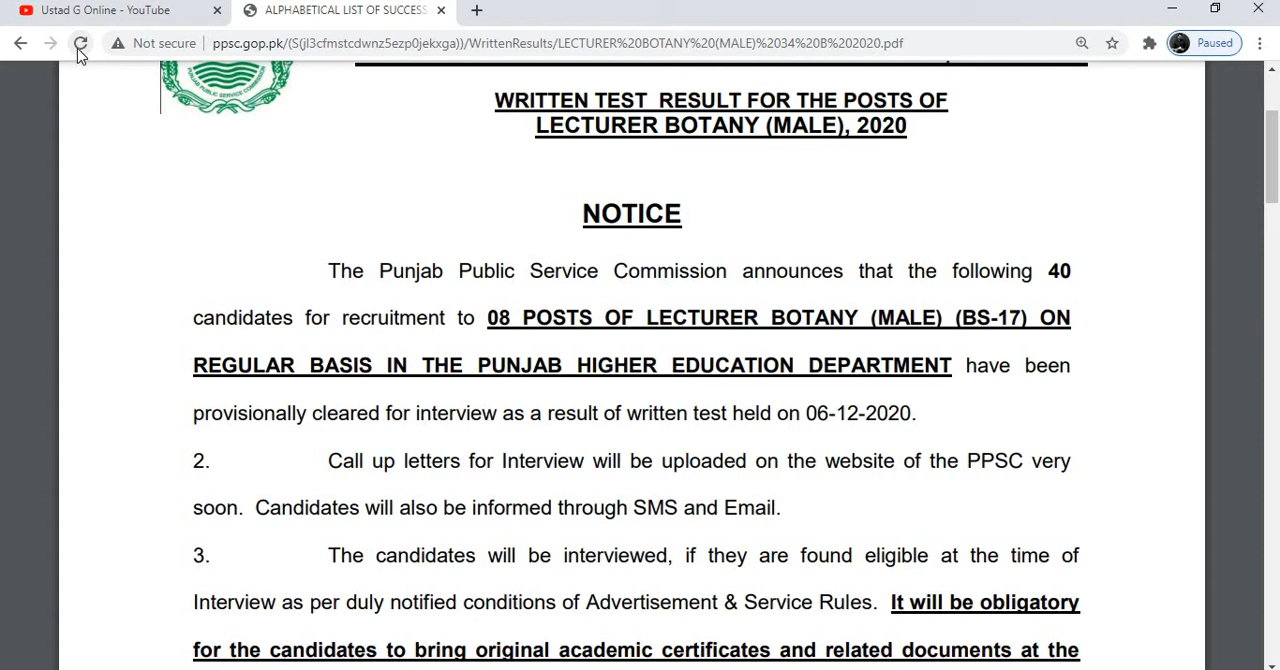 Ustad G Online - YouTube
ALPHABETICAL LIST OF SUCCESS
Not secure
ppsc.gop.pk/(S(jl3cfmstcdwnz5ezp0jekxga))/WrittenResults/LECTURER%20BOTANY%20(MALE)%2034%20B%202020.pdf
Paused
PUNJAB PUBLIC SERVICE COMMISSION
WRITTEN TEST RESULT FOR THE POSTS OF
LECTURER BOTANY (MALE), 2020
NOTICE
The Punjab Public Service Commission announces that the following 40
candidates for recruitment to 08 POSTS OF LECTURER BOTANY (MALE) (BS-17) ON
REGULAR BASIS IN THE PUNJAB HIGHER EDUCATION DEPARTMENT have been
provisionally cleared for interview as a result of written test held on 06-12-2020.
2. Call up letters for Interview will be uploaded on the website of the PPSC very
soon. Candidates will also be informed through SMS and Email.
3. The candidates will be interviewed, if they are found eligible at the time of
Interview as per duly notified conditions of Advertisement & Service Rules. It will be obligatory
for the candidates to bring original academic certificates and related documents at the